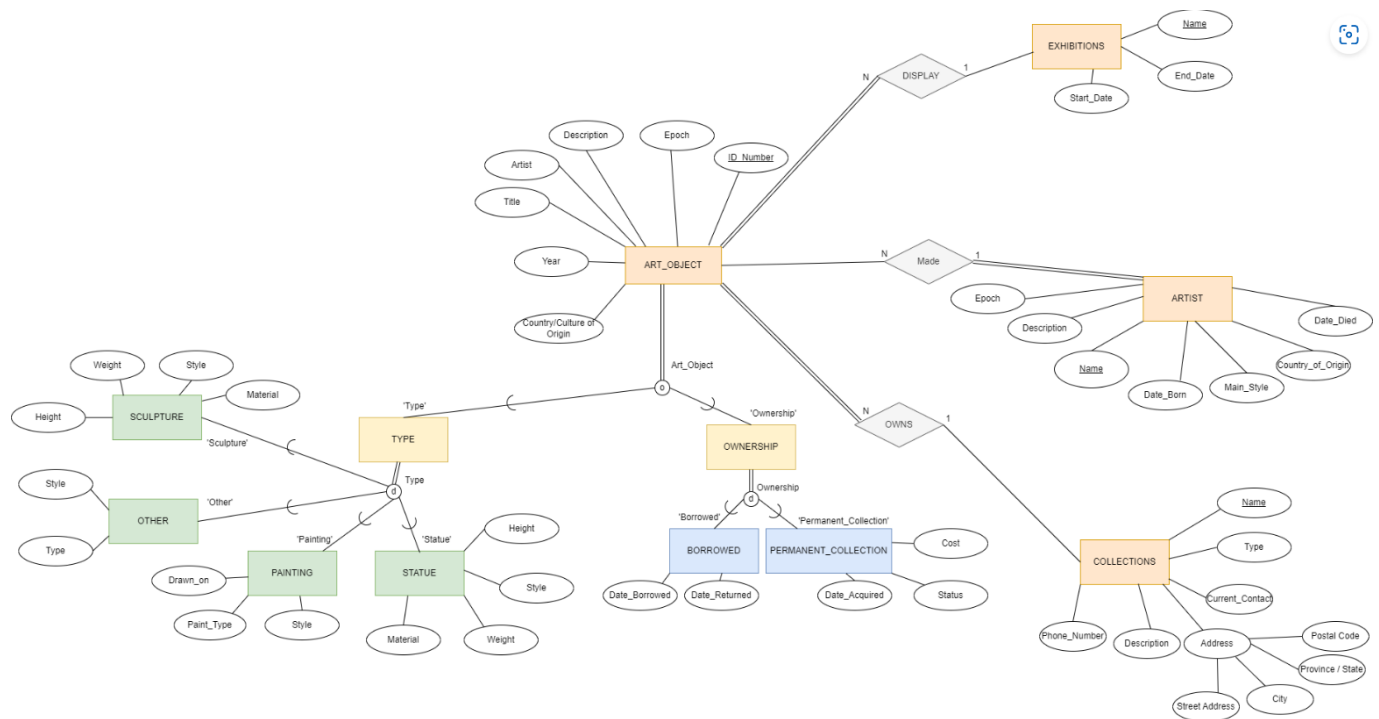 Name
EXHIBITIONS
DISPLAY
N
1
End_Date
Start_Date
Description
Epoch
ID_Number
Artist
Title
Year
ART_OBJECT
Country/Culture of
Origin
N
Made
1
ARTIST
Epoch
Description
Name
Date_Born
Main_Style
Country_of_Origin
Date_Died
Art_Object
o
'Type'
'Ownership'
TYPE
OWNERSHIP
N
OWNS
1
Weight
Style
Material
Height
SCULPTURE
'Sculpture'
Type
d
Style
'Other'
OTHER
Type
'Painting'
PAINTING
Drawn_on
Paint_Type
Style
'Statue'
STATUE
Height
Style
Material
Weight
Ownership
d
'Borrowed'
'Permanent_Collection'
BORROWED
PERMANENT_COLLECTION
Date_Borrowed
Date_Returned
Cost
Date_Acquired
Status
COLLECTIONS
Name
Type
Current_Contact
Phone_Number
Description
Address
Postal Code
Province / State
City
Street Address